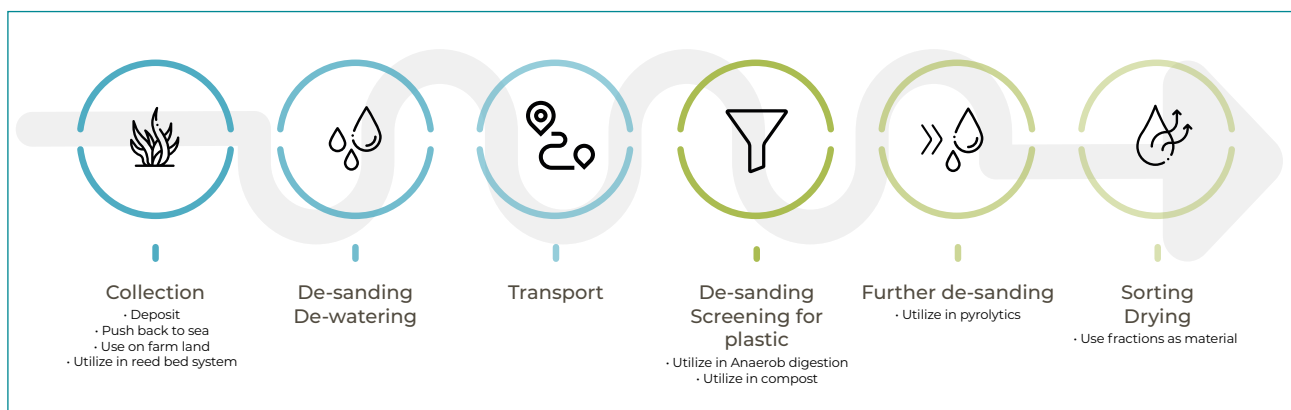 Collection
• Deposit
• Push back to sea
• Use on farm land
• Utilize in reed bed system
De-sanding
De-watering
Transport
De-sanding
Screening for
plastic
• Utilize in Anaerob digestion
• Utilize in compost
Further de-sanding
• Utilize in pyrolytics
Sorting
Drying
• Use fractions as material